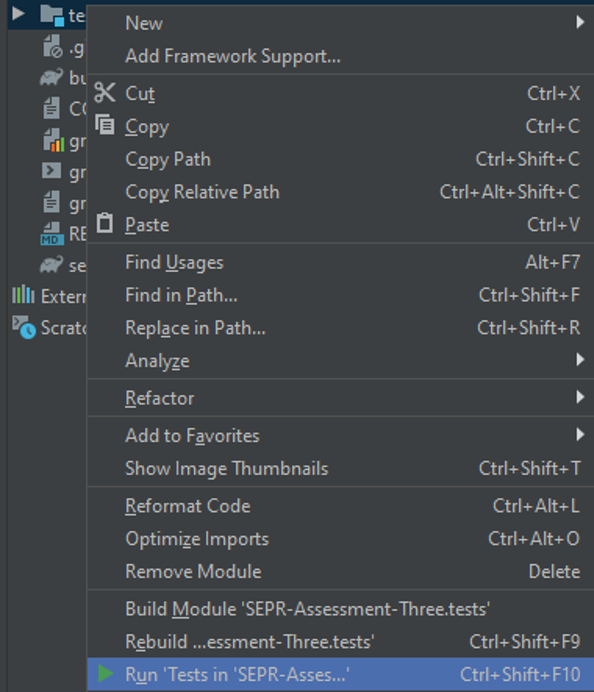 New
Add Framework Support...
Cut Ctrl+X
Copy Ctrl+C
Copy Path Ctrl+Shift+C
Copy Relative Path Ctrl+Alt+Shift+C
Paste Ctrl+V
Find Usages Alt+F7
Find in Path... Ctrl+Shift+F
Replace in Path... Ctrl+Shift+R
Analyze
Refactor
Add to Favorites
Show Image Thumbnails Ctrl+Shift+T
Reformat Code Ctrl+Alt+L
Optimize Imports Ctrl+Alt+O
Remove Module Delete
Build Module 'SEPR-Assessment-Three.tests'
Rebuild ...essment-Three.tests' Ctrl+Shift+F9
Run 'Tests in 'SEPR-Asses...' Ctrl+Shift+F10
te
.g
bu
gr
gr
gr
MD RE
se
Extern
Scratc